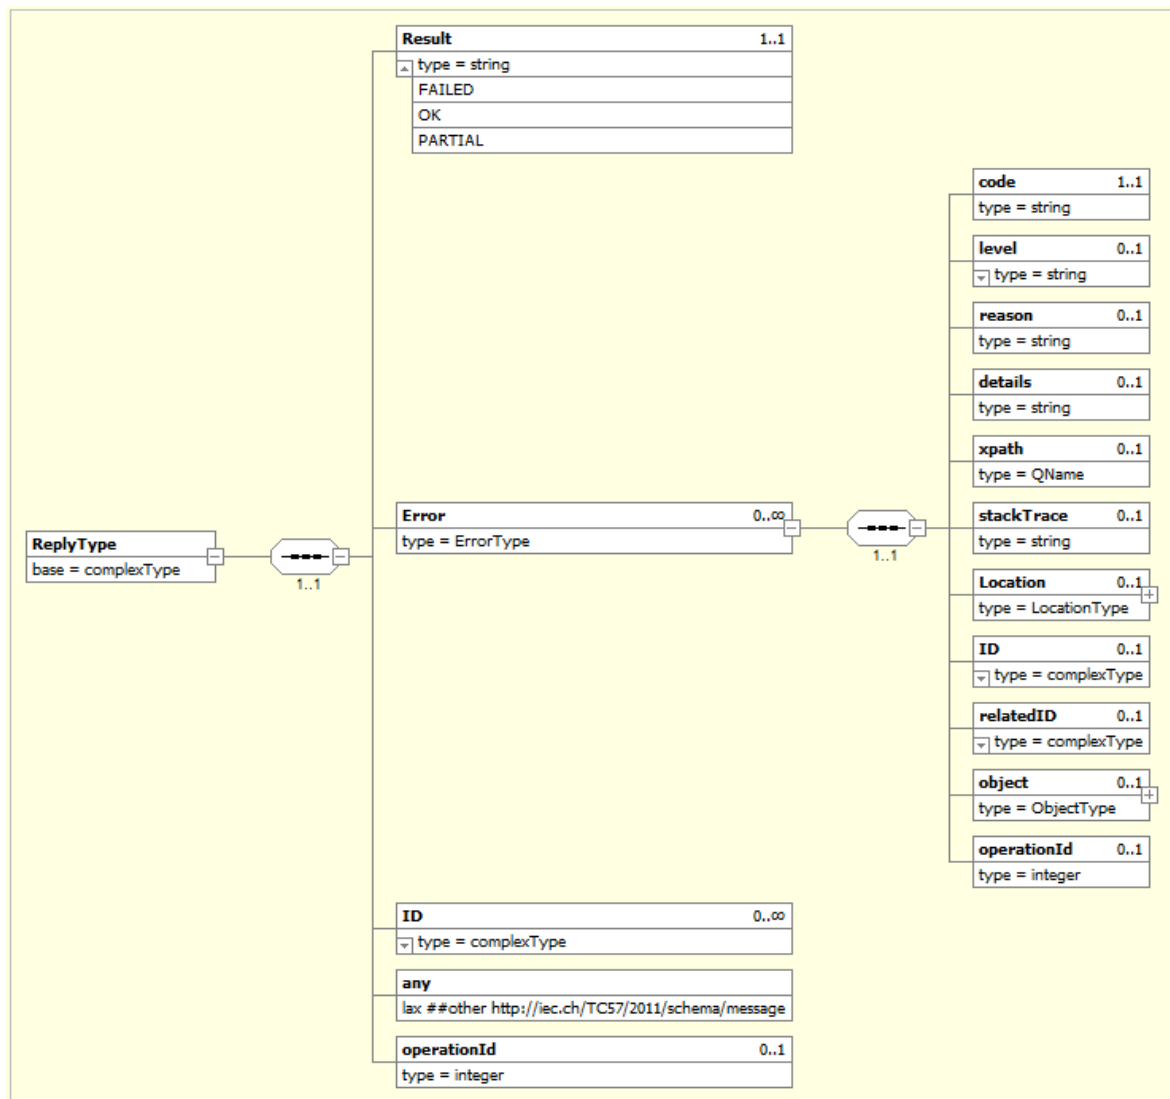 Result 1..1
type = string
FAILED
OK
PARTIAL
code 1..1
type = string
level 0..1
type = string
reason 0..1
type = string
details 0..1
type = string
xpath 0..1
type = QName
Error 0..∞
type = ErrorType
1..1
stackTrace 0..1
type = string
ReplyType
base = complexType
1..1
Location 0..1
type = LocationType
ID 0..1
type = complexType
relatedID 0..1
type = complexType
object 0..1
type = ObjectType
operationId 0..1
type = integer
ID 0..∞
type = complexType
any
lax ##other http://iec.ch/TC57/2011/schema/message
operationId 0..1
type = integer